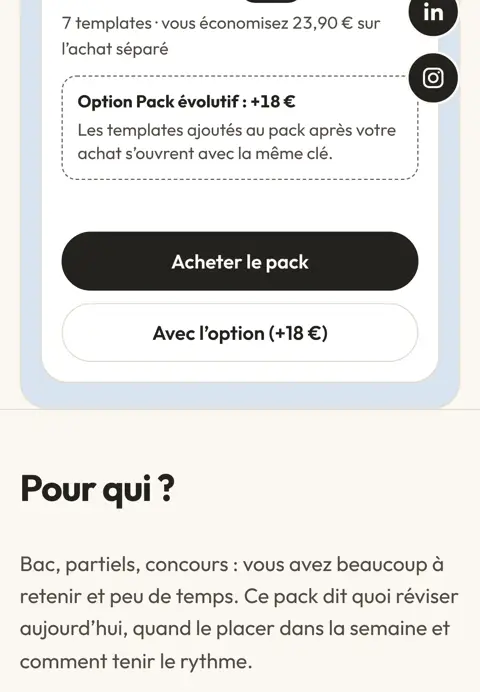 7 templates · vous économisez 23,90 € sur
l’achat séparé
in
Option Pack évolutif : +18 €
Les templates ajoutés au pack après votre
achat s’ouvrent avec la même clé.
Acheter le pack
Avec l’option (+18 €)
Pour qui ?
Bac, partiels, concours : vous avez beaucoup à
retenir et peu de temps. Ce pack dit quoi réviser
aujourd’hui, quand le placer dans la semaine et
comment tenir le rythme.